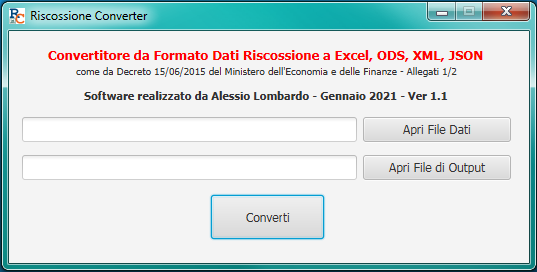 RC Riscossione Converter
Convertitore da Formato Dati Riscossione a Excel, ODS, XML, JSON
come da Decreto 15/06/2015 del Ministero dell'Economia e delle Finanze - Allegati 1/2
Software realizzato da Alessio Lombardo - Gennaio 2021 - Ver 1.1
Apri File Dati
Apri File di Output
Converti